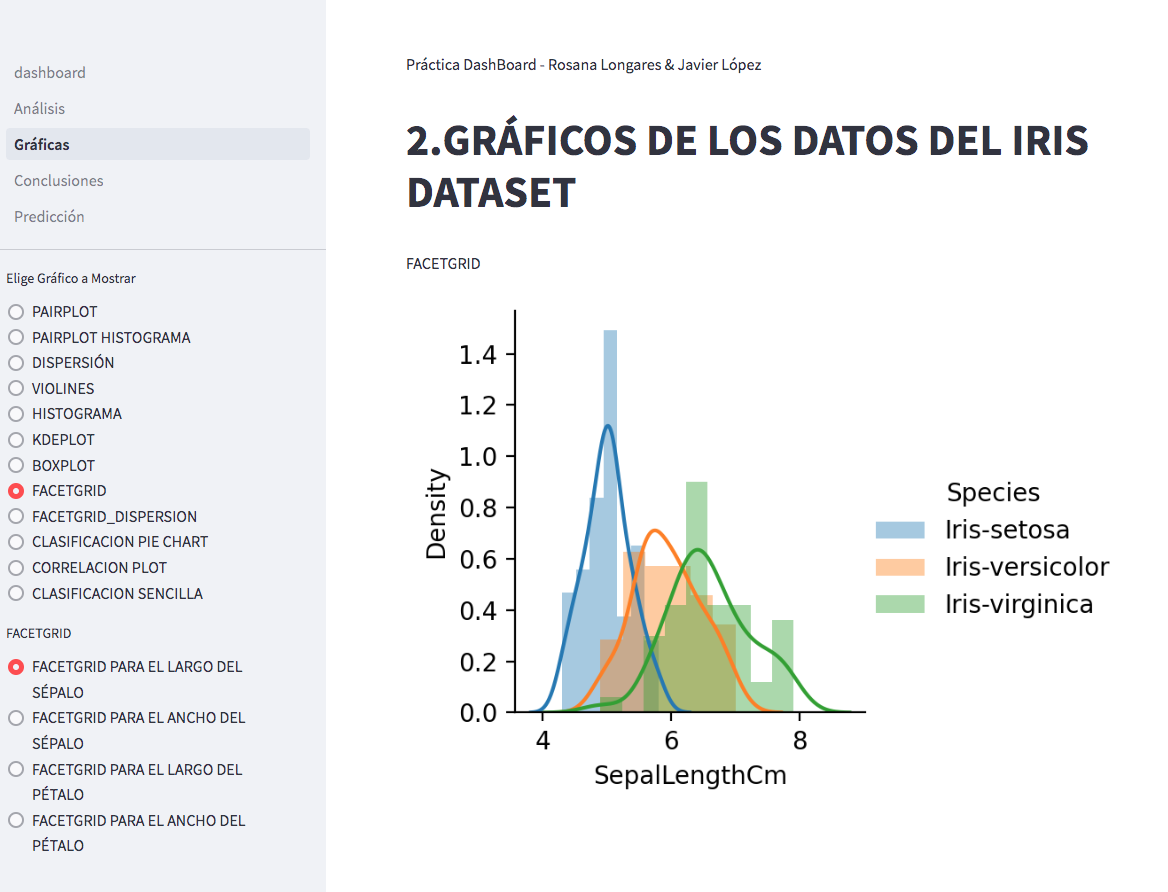 dashboard
Análisis
Gráficas
Conclusiones
Predicción
Elige Gráfico a Mostrar
PAIRPLOT
PAIRPLOT HISTOGRAMA
DISPERSIÓN
VIOLINES
HISTOGRAMA
KDEPLOT
BOXPLOT
FACETGRID
FACETGRID_DISPERSION
CLASIFICACION PIE CHART
CORRELACION PLOT
CLASIFICACION SENCILLA
FACETGRID
FACETGRID PARA EL LARGO DEL
SÉPALO
FACETGRID PARA EL ANCHO DEL
SÉPALO
FACETGRID PARA EL LARGO DEL
PÉTALO
FACETGRID PARA EL ANCHO DEL
PÉTALO
Práctica DashBoard - Rosana Longares & Javier López
2.GRÁFICOS DE LOS DATOS DEL IRIS
DATASET
FACETGRID
1.4
1.2
1.0
0.8
0.6
0.4
0.2
0.0
Density
4 6 8
SepalLengthCm
Species
Iris-setosa
Iris-versicolor
Iris-virginica